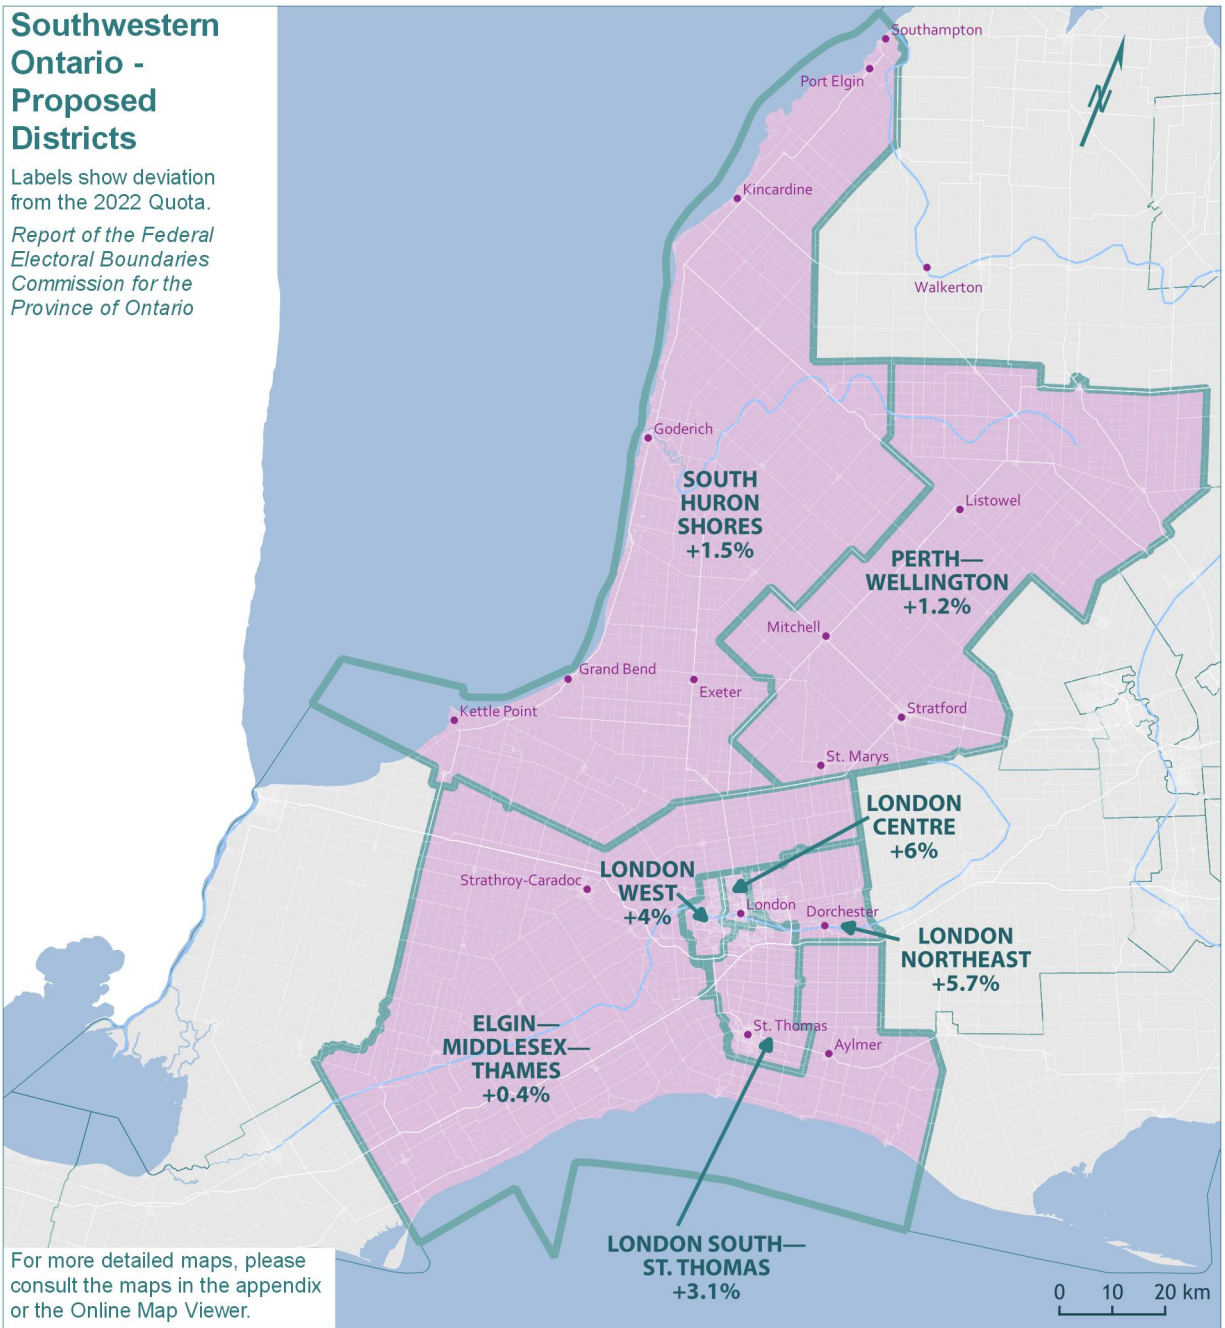 Southwestern
Ontario -
Proposed
Districts
Labels show deviation
from the 2022 Quota.
Report of the Federal
Electoral Boundaries
Commission for the
Province of Ontario
Southampton
Port Elgin
N
Kincardine
Walkerton
Goderich
SOUTH
HURON
SHORES
+1.5%
Listowel
PERTH—
WELLINGTON
+1.2%
Mitchell
Grand Bend
Exeter
Kettle Point
Stratford
St. Marys
LONDON
CENTRE
+6%
LONDON
WEST
+4%
Strathroy-Caradoc
London
Dorchester
LONDON
NORTHEAST
+5.7%
ELGIN—
MIDDLESEX—
THAMES
+0.4%
St. Thomas
Aylmer
LONDON SOUTH—
ST. THOMAS
+3.1%
For more detailed maps, please
consult the maps in the appendix
or the Online Map Viewer.
0 10 20 km